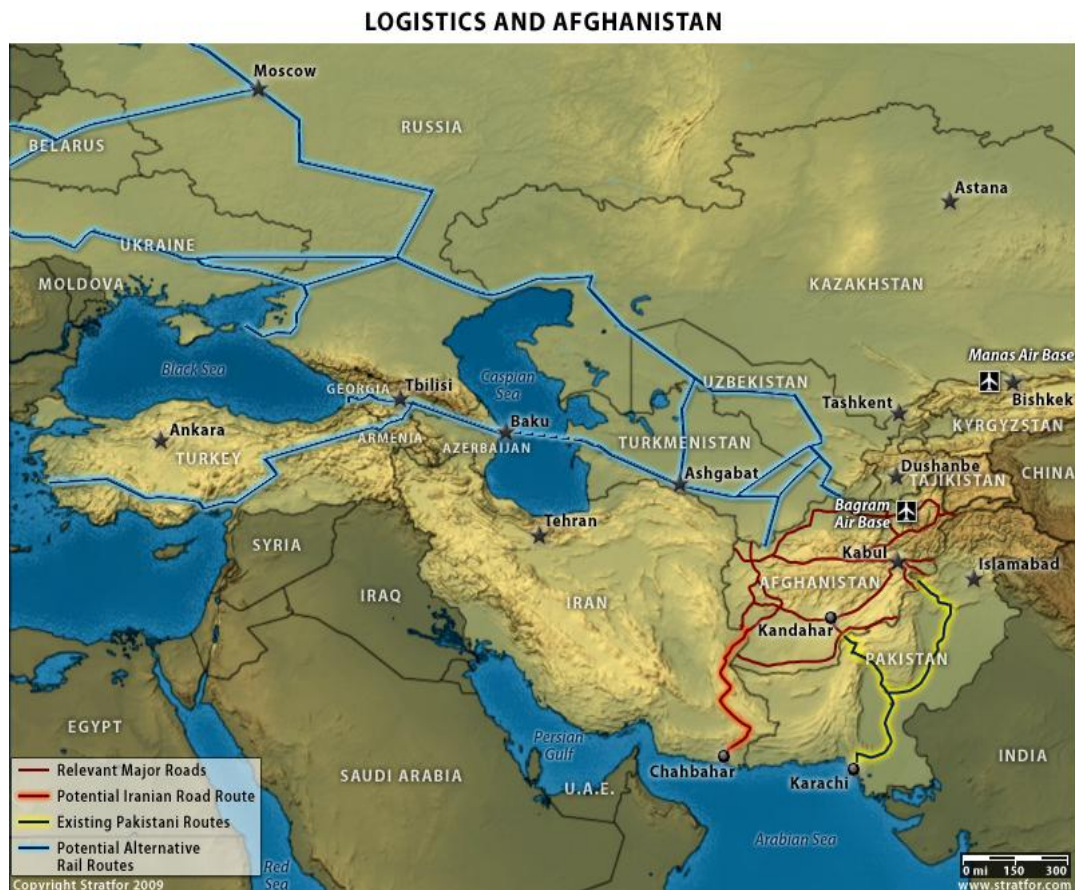 LOGISTICS AND AFGHANISTAN
Moscow
RUSSIA
BELARUS
Astana
UKRAINE
MOLDOVA
KAZAKHSTAN
Black Sea
Caspian
Sea
Manas Air Base
Bishkek
GEORGIA
Tbilisi
UZBEKISTAN
Tashkent
KYRGYZSTAN
Ankara
TURKEY
ARMENIA
AZERBAIJAN
Baku
TURKMENISTAN
Ashgabat
Dushanbe
TAJIKISTAN
CHINA
Bagram
Air Base
Tehran
SYRIA
Kabul
AFGHANISTAN
Islamabad
IRAQ
IRAN
Kandahar
PAKISTAN
EGYPT
Persian
Gulf
Chahbahar
Karachi
INDIA
SAUDI ARABIA
U.A.E.
Arabian Sea
Red
Sea
Relevant Major Roads
Potential Iranian Road Route
Existing Pakistani Routes
Potential Alternative
Rail Routes
Copyright Stratfor 2009
0 mi 150 300
www.stratfor.com